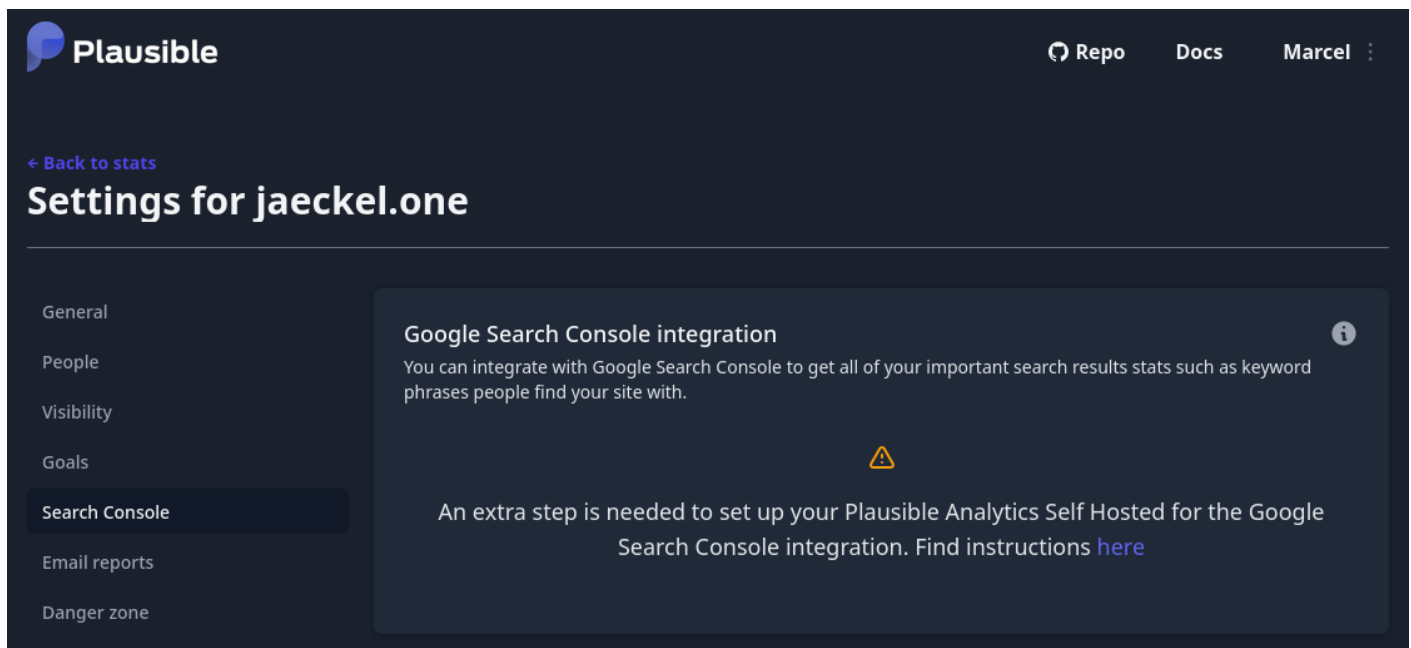 Plausible
Repo Docs Marcel
← Back to stats
Settings for jaeckel.one
General
People
Visibility
Goals
Search Console
Email reports
Danger zone
Google Search Console integration
You can integrate with Google Search Console to get all of your important search results stats such as keyword
phrases people find your site with.
An extra step is needed to set up your Plausible Analytics Self Hosted for the Google
Search Console integration. Find instructions here